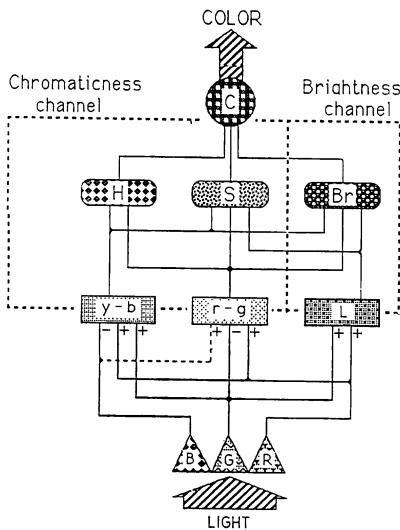 COLOR
Chromaticness
channel
Brightness
channel
C
H S Br
y-b r-g L
- + + + - + + +
B G R
LIGHT